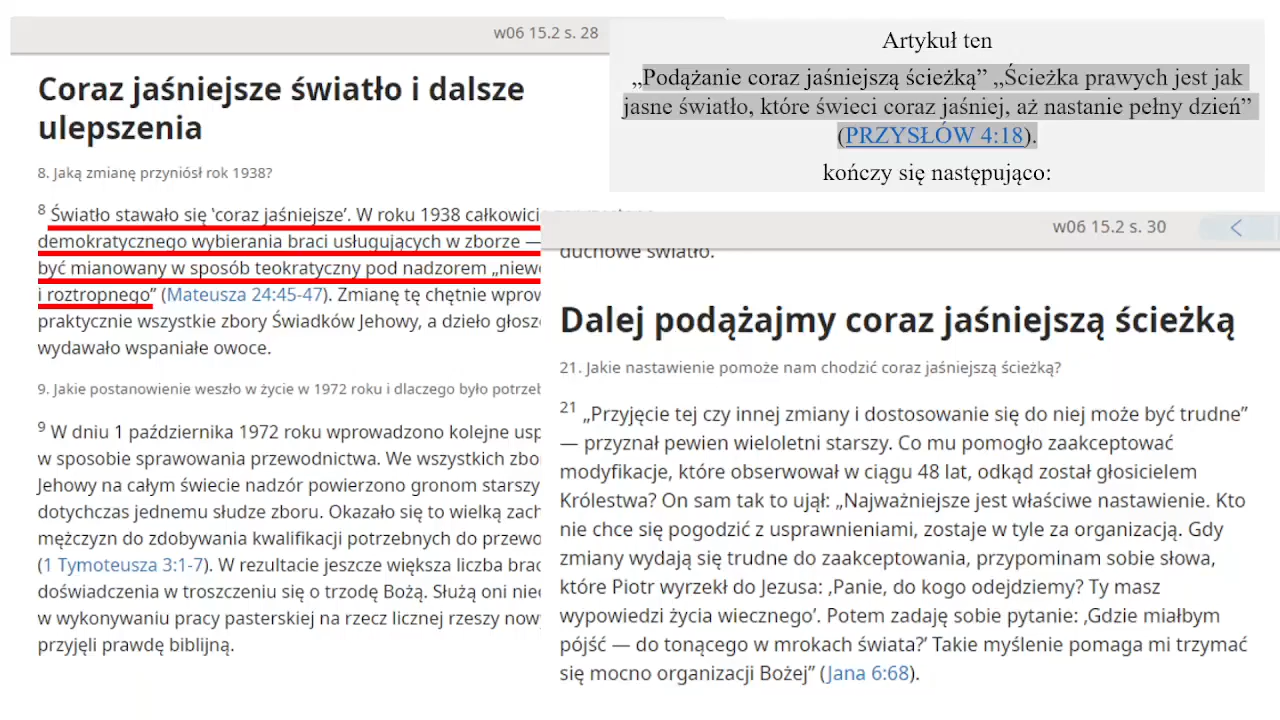 w06 15.2 s. 28
Coraz jaśniejsze światło i dalsze
ulepszenia
8. Jaką zmianę przyniósł rok 1938?
8 Światło stawało się ‛coraz jaśniejsze’. W roku 1938 całkowici
demokratycznego wybierania braci usługujących w zborze —
być mianowany w sposób teokratyczny pod nadzorem „niew
i roztropnego” (Mateusza 24:45-47). Zmianę tę chętnie wprow
praktycznie wszystkie zbory Świadków Jehowy, a dzieło głosz
wydawało wspaniałe owoce.
9. Jakie postanowienie weszło w życie w 1972 roku i dlaczego było potrzeb
9 W dniu 1 października 1972 roku wprowadzono kolejne usp
w sposobie sprawowania przewodnictwa. We wszystkich zbo
Jehowy na całym świecie nadzór powierzono gronom starszy
dotychczas jednemu słudze zboru. Okazało się to wielką zach
mężczyzn do zdobywania kwalifikacji potrzebnych do przewo
(1 Tymoteusza 3:1-7). W rezultacie jeszcze większa liczba brac
doświadczenia w troszczeniu się o trzodę Bożą. Służą oni nie
w wykonywaniu pracy pasterskiej na rzecz licznej rzeszy now
przyjęli prawdę biblijną.
Artykuł ten
„Podążanie coraz jaśniejszą ścieżką” „Ścieżka prawych jest jak
jasne światło, które świeci coraz jaśniej, aż nastanie pełny dzień”
(PRZYSŁÓW 4:18).
kończy się następująco:
w06 15.2 s. 30
duchowe światło.
Dalej podążajmy coraz jaśniejszą ścieżką
21. Jakie nastawienie pomoże nam chodzić coraz jaśniejszą ścieżką?
21 „Przyjęcie tej czy innej zmiany i dostosowanie się do niej może być trudne”
— przyznał pewien wieloletni starszy. Co mu pomogło zaakceptować
modyfikacje, które obserwował w ciągu 48 lat, odkąd został głosicielem
Królestwa? On sam tak to ujął: „Najważniejsze jest właściwe nastawienie. Kto
nie chce się pogodzić z usprawnieniami, zostaje w tyle za organizacją. Gdy
zmiany wydają się trudne do zaakceptowania, przypominam sobie słowa,
które Piotr wyrzekł do Jezusa: ‚Panie, do kogo odejdziemy? Ty masz
wypowiedzi życia wiecznego’. Potem zadaję sobie pytanie: ‚Gdzie miałbym
pójść — do tonącego w mrokach świata?’ Takie myślenie pomaga mi trzymać
się mocno organizacji Bożej” (Jana 6:68).